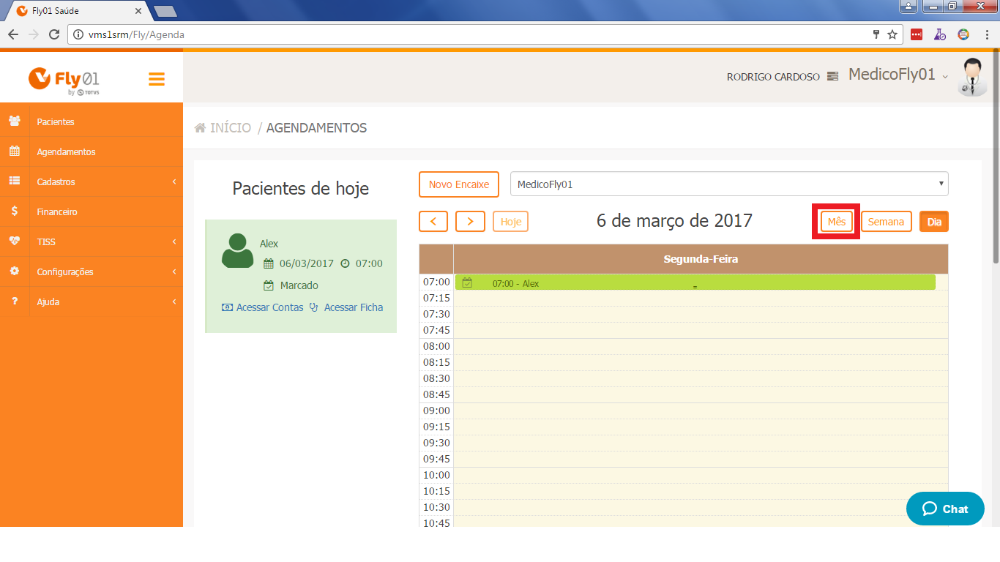 Fly01 Saúde
vms1srm/Fly/Agenda
Fly01
by TOTVS
RODRIGO CARDOSO MedicoFly01
Pacientes
Agendamentos
Cadastros
Financeiro
TISS
Configurações
Ajuda
INÍCIO / AGENDAMENTOS
Pacientes de hoje
Alex
06/03/2017 07:00
Marcado
Acessar Contas Acessar Ficha
Novo Encaixe MedicoFly01
< > Hoje 6 de março de 2017 Mês Semana Dia
Segunda-Feira
07:00 07:00 - Alex
07:15
07:30
07:45
08:00
08:15
08:30
08:45
09:00
09:15
09:30
09:45
10:00
10:15
10:30
10:45
Chat